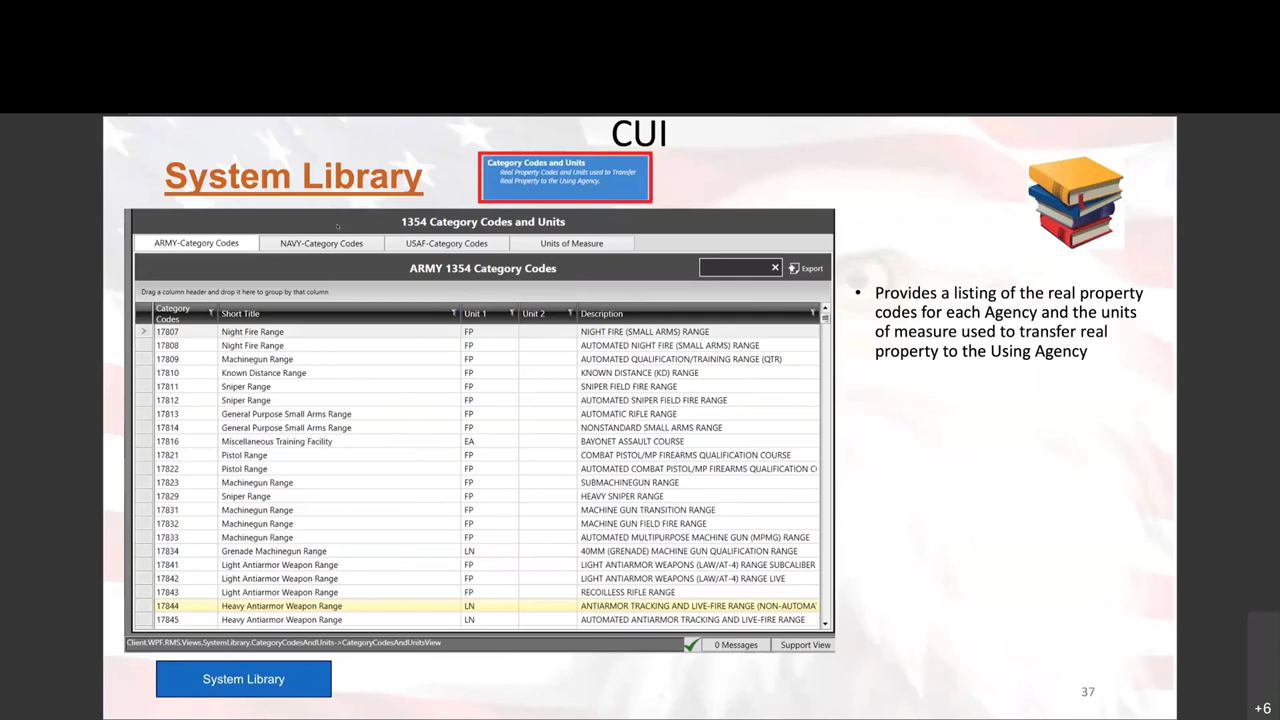 CUI
System Library
Category Codes and Units
Real Property Codes and Units used to Transfer
Real Property to the Using Agency.
1354 Category Codes and Units
ARMY-Category Codes NAVY-Category Codes USAF-Category Codes Units of Measure
ARMY 1354 Category Codes × Export
Drag a column header and drop it here to group by that column
Category Codes Short Title Unit 1 Unit 2 Description
17807 Night Fire Range FP NIGHT FIRE (SMALL ARMS) RANGE
17808 Night Fire Range FP AUTOMATED NIGHT FIRE (SMALL ARMS) RANGE
17809 Machinegun Range FP AUTOMATED QUALIFICATION/TRAINING RANGE (QTR)
17810 Known Distance Range FP KNOWN DISTANCE (KD) RANGE
17811 Sniper Range FP SNIPER FIELD FIRE RANGE
17812 Sniper Range FP AUTOMATED SNIPER FIELD FIRE RANGE
17813 General Purpose Small Arms Range FP AUTOMATIC RIFLE RANGE
17814 General Purpose Small Arms Range FP NONSTANDARD SMALL ARMS RANGE
17816 Miscellaneous Training Facility EA BAYONET ASSAULT COURSE
17821 Pistol Range FP COMBAT PISTOL/MP FIREARMS QUALIFICATION COURSE
17822 Pistol Range FP AUTOMATED COMBAT PISTOL/MP FIREARMS QUALIFICATION C
17823 Machinegun Range FP SUBMACHINEGUN RANGE
17829 Sniper Range FP HEAVY SNIPER RANGE
17831 Machinegun Range FP MACHINE GUN TRANSITION RANGE
17832 Machinegun Range FP MACHINE GUN FIELD FIRE RANGE
17833 Machinegun Range FP AUTOMATED MULTIPURPOSE MACHINE GUN (MPMG) RANGE
17834 Grenade Machinegun Range LN 40MM (GRENADE) MACHINE GUN QUALIFICATION RANGE
17841 Light Antiarmor Weapon Range FP LIGHT ANTIARMOR WEAPONS (LAW/AT-4) RANGE SUBCALIBER
17842 Light Antiarmor Weapon Range FP LIGHT ANTIARMOR WEAPONS (LAW/AT-4) RANGE LIVE
17843 Light Antiarmor Weapon Range FP RECOILLESS RIFLE RANGE
17844 Heavy Antiarmor Weapon Range LN ANTIARMOR TRACKING AND LIVE-FIRE RANGE (NON-AUTOMA
17845 Heavy Antiarmor Weapon Range LN AUTOMATED ANTIARMOR TRACKING AND LIVE-FIRE RANGE
Client.WPF.RMS.Views.SystemLibrary.CategoryCodesAndUnits->CategoryCodesAndUnitsView 0 Messages Support View
• Provides a listing of the real property
codes for each Agency and the units
of measure used to transfer real
property to the Using Agency
System Library
37
+6